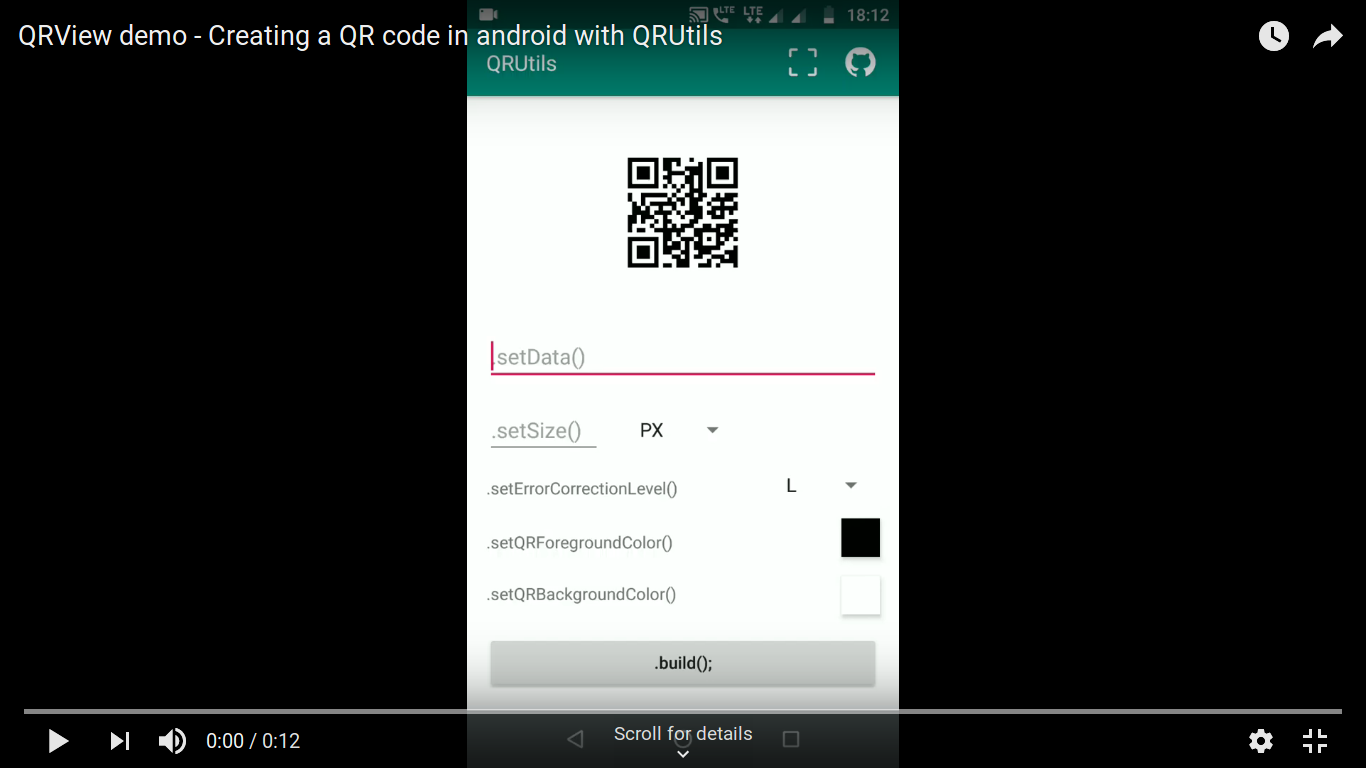 QRView demo - Creating a QR code in android with QRUtils
LTE LTE 18:12
QRUtils
.setData()
.setSize() PX
.setErrorCorrectionLevel() L
.setQRForegroundColor()
.setQRBackgroundColor()
.build();
Scroll for details
0:00 / 0:12